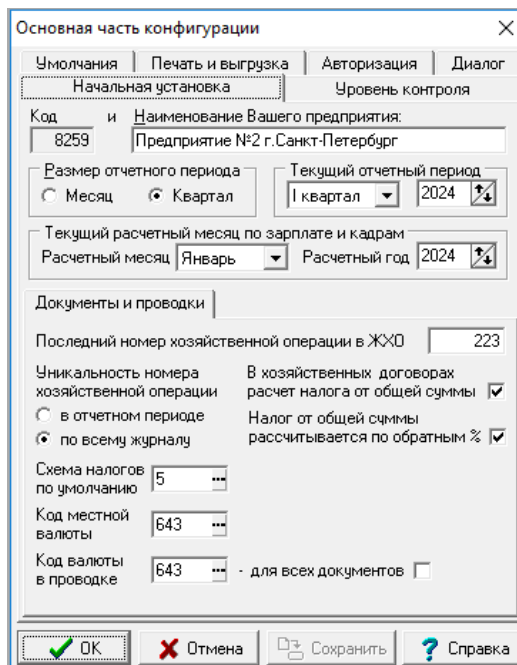 Основная часть конфигурации
Умолчания Печать и выгрузка Авторизация Диалог
Начальная установка Уровень контроля
Код и Наименование Вашего предприятия:
8259 Предприятие №2 г.Санкт-Петербург
Размер отчетного периода Текущий отчетный период
Месяц Квартал I квартал 2024
Текущий расчетный месяц по зарплате и кадрам
Расчетный месяц Январь Расчетный год 2024
Документы и проводки
Последний номер хозяйственной операции в ЖХО 223
Уникальность номера
хозяйственной операции
в отчетном периоде
по всему журналу
В хозяйственных договорах
расчет налога от общей суммы
Налог от общей суммы
рассчитывается по обратным %
Схема налогов
по умолчанию 5 ...
Код местной
валюты 643 ...
Код валюты
в проводке 643 ... - для всех документов
OK Отмена Сохранить ? Справка